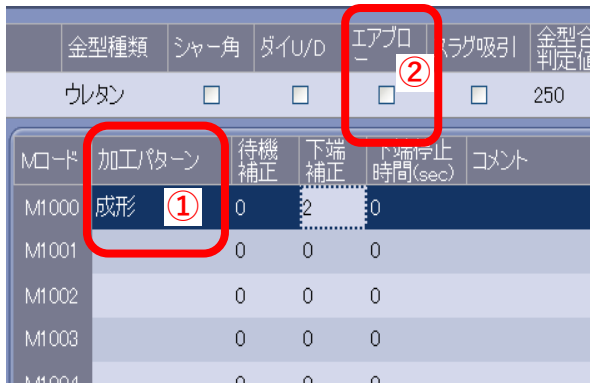 金型種類 シャー角 ダイU/D エアブロー ② スラグ吸引 金型合
判定値
ウレタン 250
Mコード 加工パターン 待機補正 下端補正 下端停止時間(sec) コメント
M1000 成形 ① 0 2 0
M1001 0 0 0
M1002 0 0 0
M1003 0 0 0